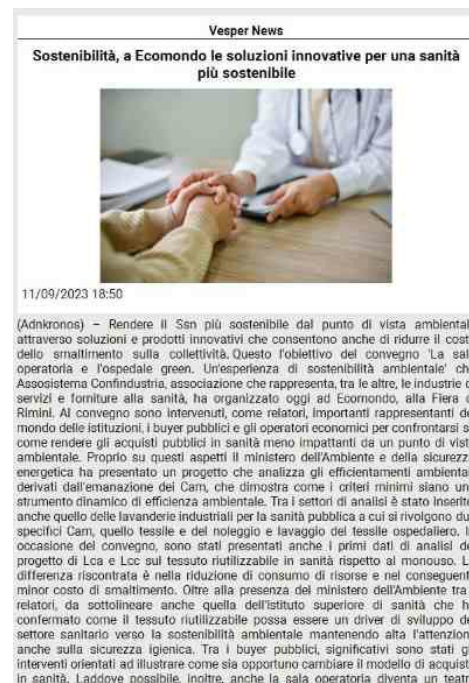 Vesper News
Sostenibilità, a Ecomondo le soluzioni innovative per una sanità
più sostenibile
11/09/2023 18:50
(Adnkronos) – Rendere il Ssn più sostenibile dal punto di vista ambiental
attraverso soluzioni e prodotti innovativi che consentono anche di ridurre il cost
dello smaltimento sulla collettività. Questo l'obiettivo del convegno 'La sal
operatoria e l'ospedale green. Un'esperienza di sostenibilità ambientale' ch
Assosistema Confindustria, associazione che rappresenta, tra le altre, le industrie d
servizi e forniture alla sanità, ha organizzato oggi ad Ecomondo, alla Fiera d
Rimini. Al convegno sono intervenuti, come relatori, importanti rappresentanti de
mondo delle istituzioni, i buyer pubblici e gli operatori economici per confrontarsi s
come rendere gli acquisti pubblici in sanità meno impattanti da un punto di vist
ambientale. Proprio su questi aspetti il ministero dell'Ambiente e della sicurezz
energetica ha presentato un progetto che analizza gli efficientamenti ambienta
derivati dall'emanazione dei Cam, che dimostra come i criteri minimi siano un
strumento dinamico di efficienza ambientale. Tra i settori di analisi è stato inserit
anche quello delle lavanderie industriali per la sanità pubblica a cui si rivolgono du
specifici Cam, quello tessile e del noleggio e lavaggio del tessile ospedaliero. I
occasione del convegno, sono stati presentati anche i primi dati di analisi de
progetto di Lca e Lcc sul tessuto riutilizzabile in sanità rispetto al monouso. L
differenza riscontrata è nella riduzione di consumo di risorse e nel conseguent
minor costo di smaltimento. Oltre alla presenza del ministero dell'Ambiente tra
relatori, da sottolineare anche quella dell'Istituto superiore di sanità che h
confermato come il tessuto riutilizzabile possa essere un driver di sviluppo de
settore sanitario verso la sostenibilità ambientale mantenendo alta l'attenzion
anche sulla sicurezza igienica. Tra i buyer pubblici, significativi sono stati gl
interventi orientati ad illustrare come sia opportuno cambiare il modello di acquist
in sanità. Laddove possibile, inoltre, anche la sala operatoria diventa un teatr